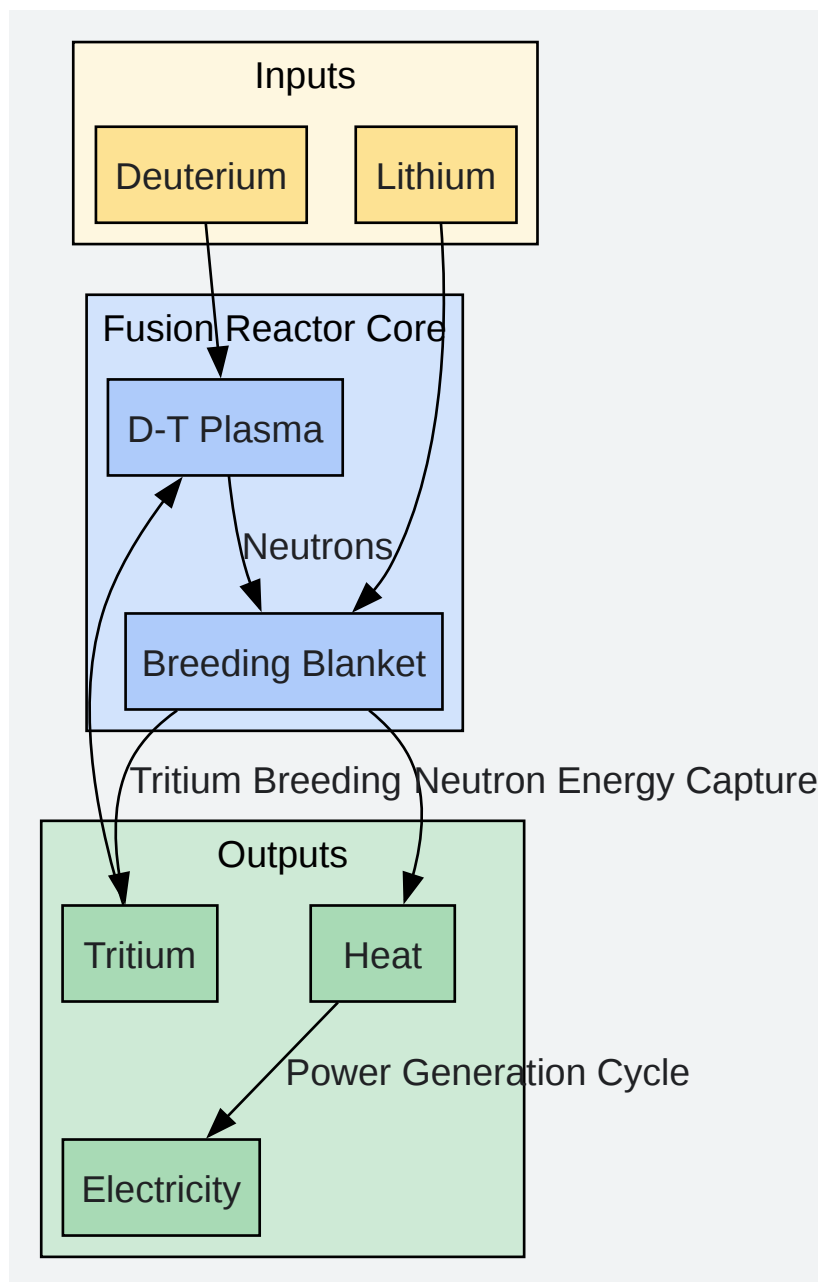 Inputs
Deuterium
Lithium
Fusion Reactor Core
D-T Plasma
Neutrons
Breeding Blanket
Tritium Breeding
Neutron Energy Capture
Outputs
Tritium
Heat
Power Generation Cycle
Electricity